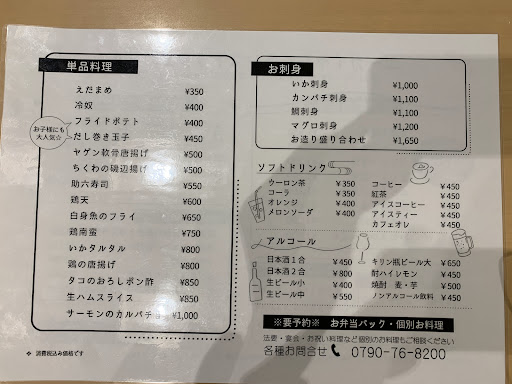 単品料理
えだまめ ¥350
冷奴 ¥400
フライドポテト ¥400
だし巻き玉子 ¥450
お子様にも
大人気☆
ヤゲン軟骨唐揚げ ¥500
ちくわの磯辺揚げ ¥500
助六寿司 ¥550
鶏天 ¥600
白身魚のフライ ¥650
鶏南蛮 ¥750
いかタルタル ¥800
鶏の唐揚げ ¥800
タコのおろしポン酢 ¥850
生ハムスライス ¥850
サーモンのカルパチョ ¥1,000
※ 消費税込み価格です
お刺身
いか刺身 ¥1,000
カンパチ刺身 ¥1,100
鯛刺身 ¥1,100
マグロ刺身 ¥1,200
お造り盛り合わせ ¥1,650
ソフトドリンク
ウーロン茶 ¥350
コーラ ¥350
オレンジ ¥400
メロンソーダ ¥400
コーヒー ¥450
紅茶 ¥450
アイスコーヒー ¥450
アイスティー ¥450
カフェオレ ¥450
アルコール
日本酒1合 ¥450
日本酒2合 ¥800
生ビール小 ¥400
生ビール中 ¥550
キリン瓶ビール大 ¥650
酎ハイレモン ¥450
焼酎 麦・芋 ¥500
ノンアルコール飲料 ¥450
※要予約※ お弁当パック・個別お料理
法要・宴会・お祝い料理など個別のお料理もご相談ください
各種お問合せ 0790-76-8200